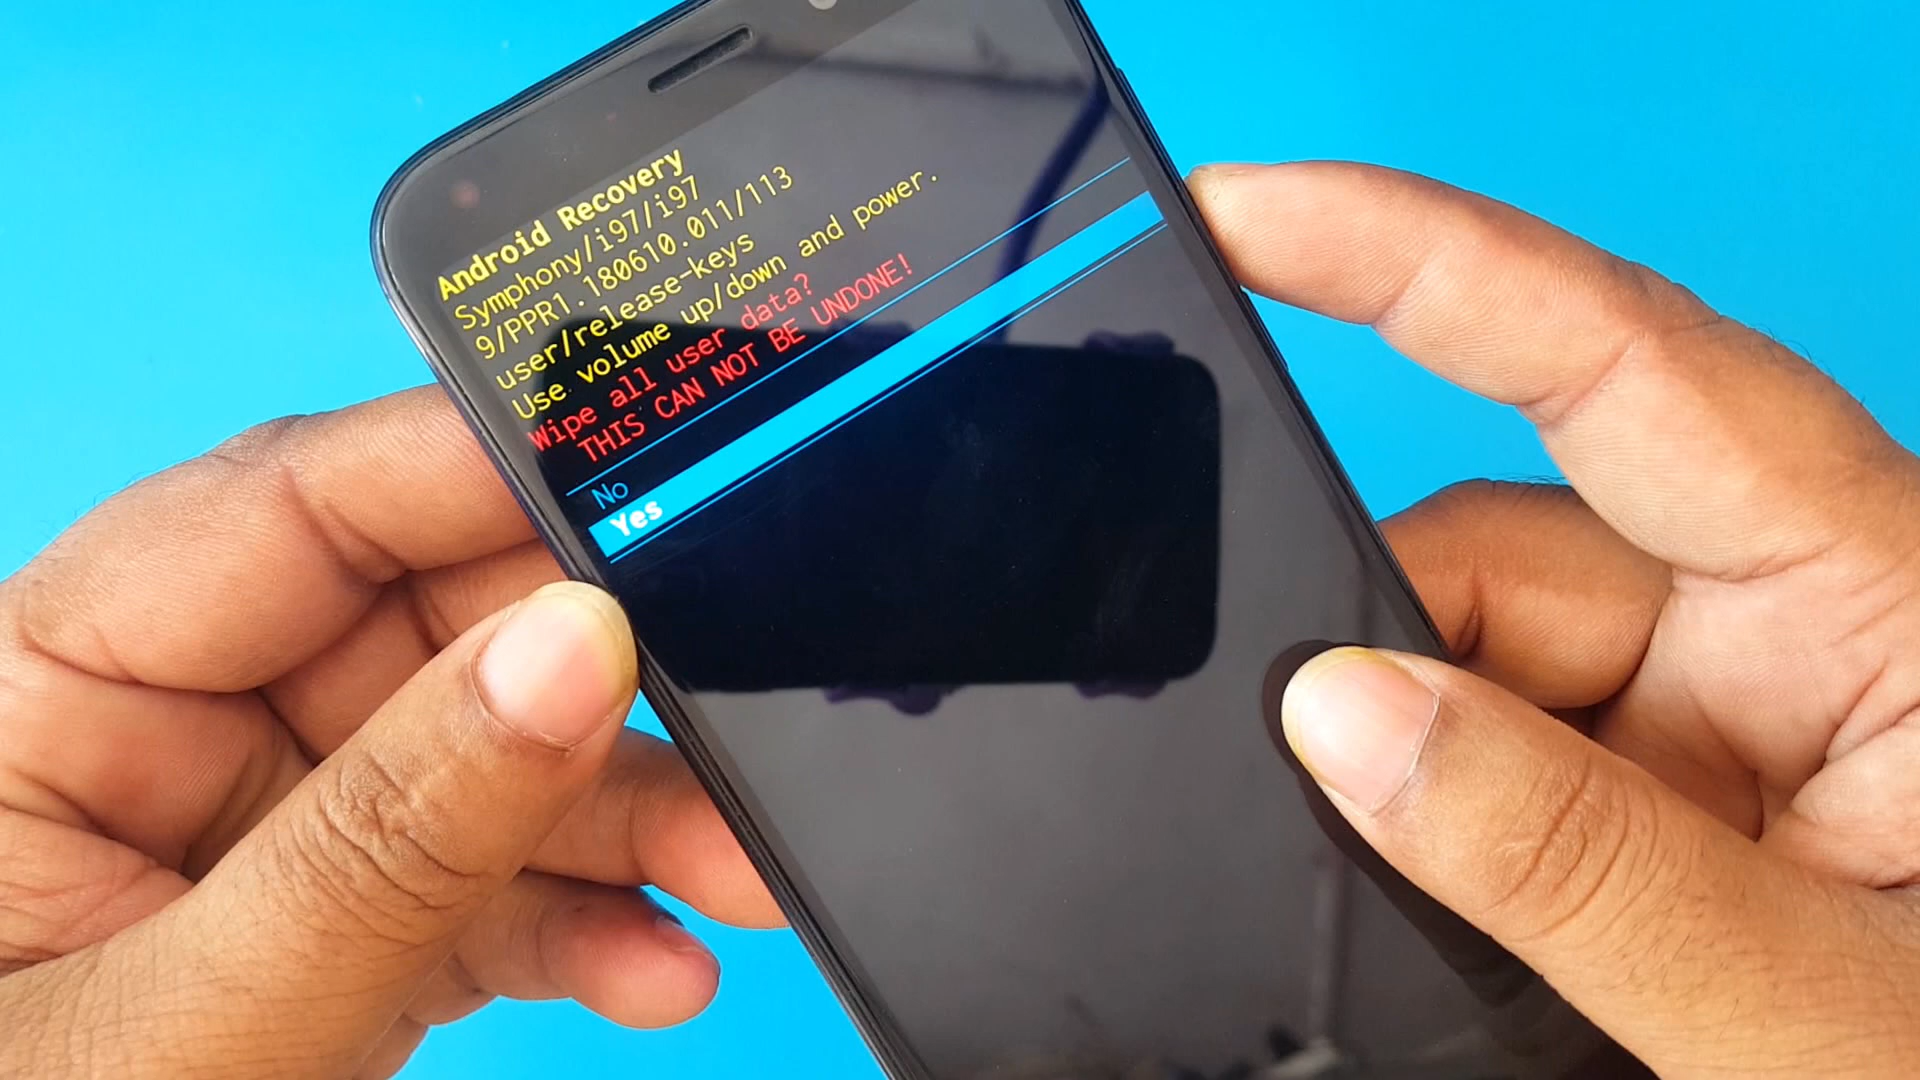 Android Recovery
Symphony/i97/i97
9/PPR1.180610.011/113
user/release-keys
Use volume up/down and power.
Wipe all user data?
THIS CAN NOT BE UNDONE!
No
Yes